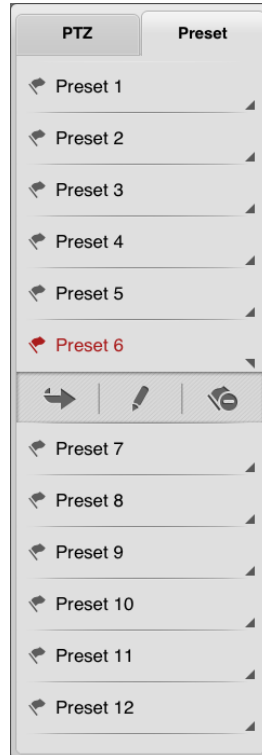 PTZ Preset
Preset 1
Preset 2
Preset 3
Preset 4
Preset 5
Preset 6
Preset 7
Preset 8
Preset 9
Preset 10
Preset 11
Preset 12